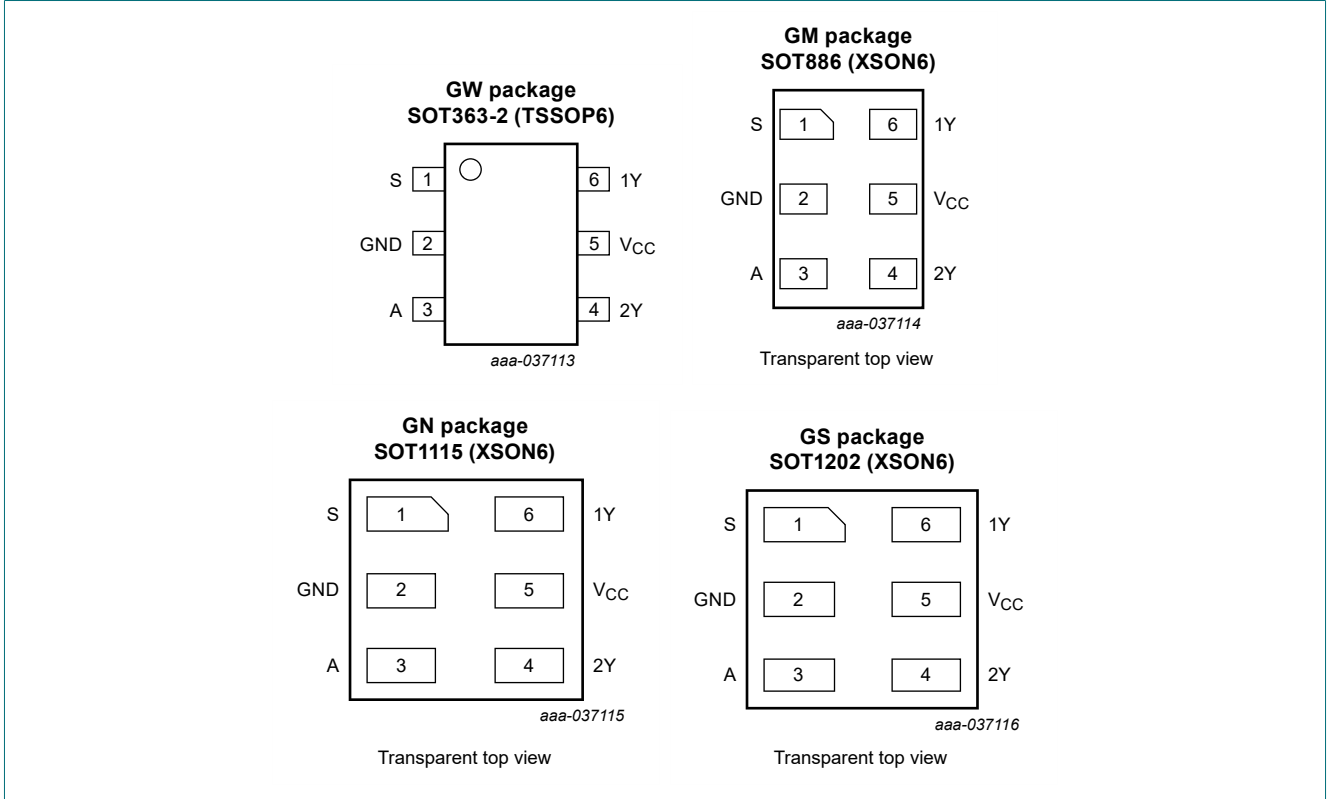 GW package
SOT363-2 (TSSOP6)
S 1 6 1Y
GND 2 5 VCC
A 3 4 2Y
aaa-037113
GM package
SOT886 (XSON6)
S 1 6 1Y
GND 2 5 VCC
A 3 4 2Y
aaa-037114
Transparent top view
GN package
SOT1115 (XSON6)
S 1 6 1Y
GND 2 5 VCC
A 3 4 2Y
aaa-037115
Transparent top view
GS package
SOT1202 (XSON6)
S 1 6 1Y
GND 2 5 VCC
A 3 4 2Y
aaa-037116
Transparent top view